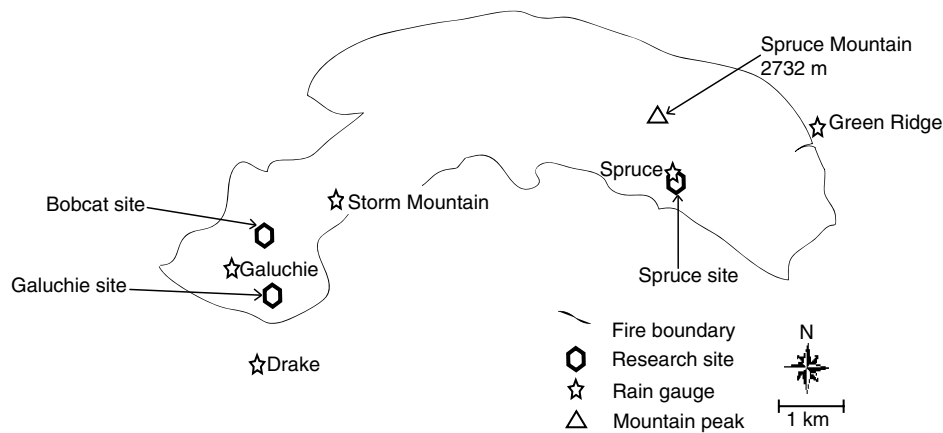 Spruce Mountain
2732 m
Green Ridge
Spruce
Bobcat site
Storm Mountain
Galuchie
Galuchie site
Spruce site
Drake
Fire boundary
Research site
Rain gauge
Mountain peak
N
1 km